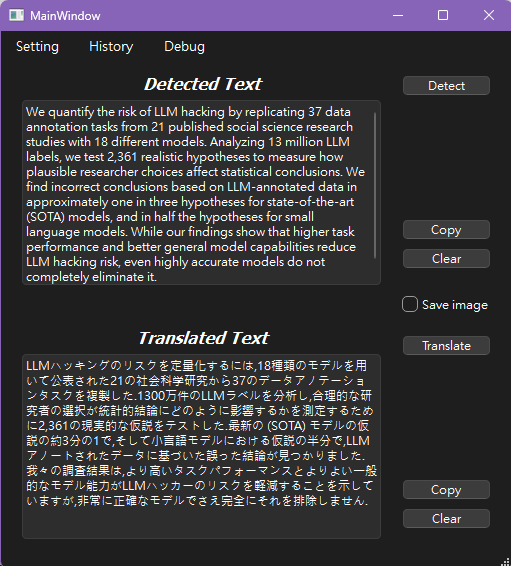 MainWindow
Setting History Debug
Detected Text
Detect
We quantify the risk of LLM hacking by replicating 37 data
annotation tasks from 21 published social science research
studies with 18 different models. Analyzing 13 million LLM
labels, we test 2,361 realistic hypotheses to measure how
plausible researcher choices affect statistical conclusions. We
find incorrect conclusions based on LLM-annotated data in
approximately one in three hypotheses for state-of-the-art
(SOTA) models, and in half the hypotheses for small
language models. While our findings show that higher task
performance and better general model capabilities reduce
LLM hacking risk, even highly accurate models do not
completely eliminate it.
Copy
Clear
Save image
Translated Text
Translate
LLMハッキングのリスクを定量化するには,18種類のモデルを用
いて公表された21の社会科学研究から37のデータアノテーショ
ンタスクを複製した.1300万件のLLMラベルを分析し,合理的な研
究者の選択が統計的結論にどのように影響するかを測定するため
に2,361の現実的な仮説をテストした.最新の (SOTA) モデルの仮
説の約3分の1で,そして小言語モデルにおける仮説の半分で,LLM
アノートされたデータに基づいた誤った結論が見つかりました.
我々の調査結果は,より高いタスクパフォーマンスとよりよい一般
的なモデル能力がLLMハッカーのリスクを軽減することを示して
いますが,非常に正確なモデルでさえ完全にそれを排除しません.
Copy
Clear